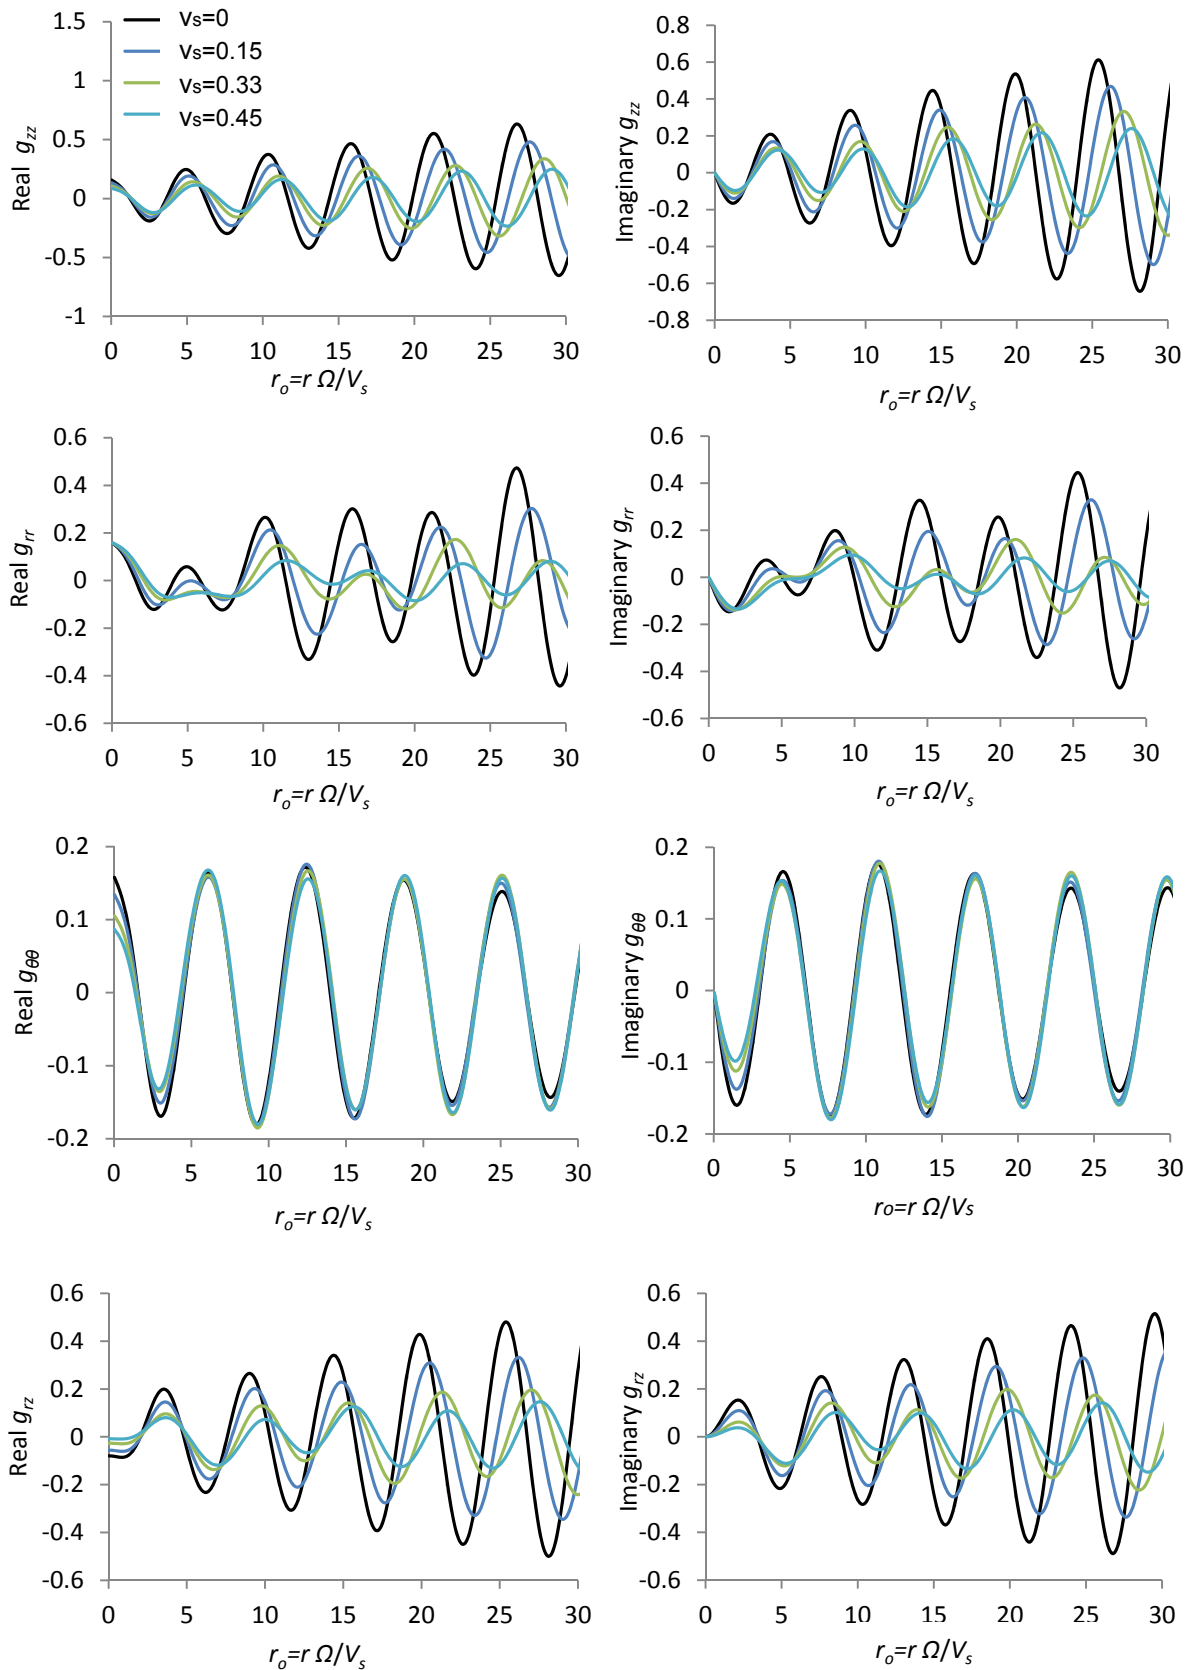 1.5
1
0.5
0
-0.5
-1
Real g_zz
νs=0
νs=0.15
νs=0.33
νs=0.45
0 5 10 15 20 25 30
r_o=r Ω/V_s
0.8
0.6
0.4
0.2
0
-0.2
-0.4
-0.6
-0.8
Imaginary g_zz
0 5 10 15 20 25 30
r_o=r Ω/V_s
0.6
0.4
0.2
0
-0.2
-0.4
-0.6
Real g_rr
0 5 10 15 20 25 30
r_o=r Ω/V_s
0.6
0.4
0.2
0
-0.2
-0.4
-0.6
Imaginary g_rr
0 5 10 15 20 25 30
r_o=r Ω/V_s
0.2
0.1
0
-0.1
-0.2
Real g_θθ
0 5 10 15 20 25 30
r_o=r Ω/V_s
0.2
0.1
0
-0.1
-0.2
Imaginary g_θθ
0 5 10 15 20 25 30
ro=r Ω/Vs
0.6
0.4
0.2
0
-0.2
-0.4
-0.6
Real g_rz
0 5 10 15 20 25 30
r_o=r Ω/V_s
0.6
0.4
0.2
0
-0.2
-0.4
-0.6
Imaginary g_rz
0 5 10 15 20 25 30
r_o=r Ω/V_s